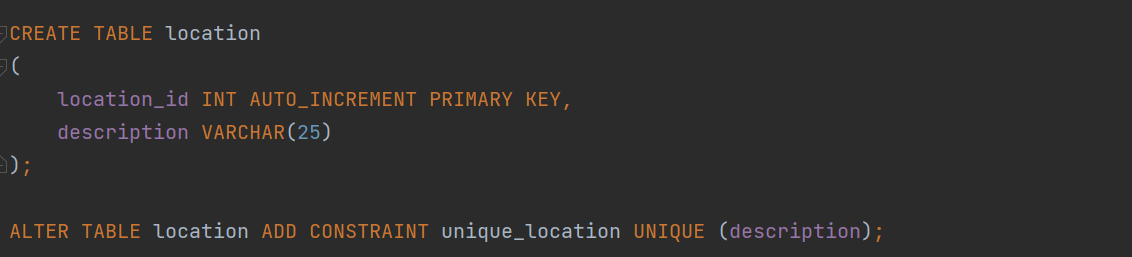 CREATE TABLE location
(
    location_id INT AUTO_INCREMENT PRIMARY KEY,
    description VARCHAR(25)
);
ALTER TABLE location ADD CONSTRAINT unique_location UNIQUE (description);